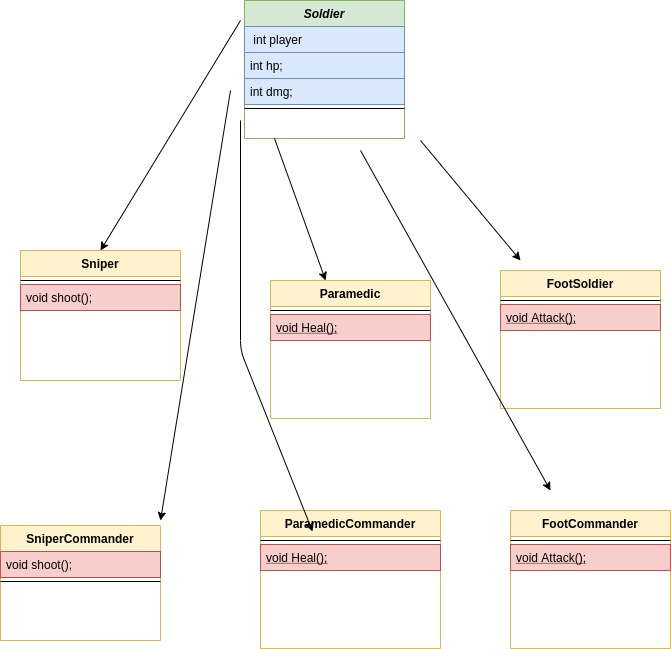 Soldier
int player
int hp;
int dmg;
Sniper
void shoot();
Paramedic
void Heal();
FootSoldier
void Attack();
SniperCommander
void shoot();
ParamedicCommander
void Heal();
FootCommander
void Attack();